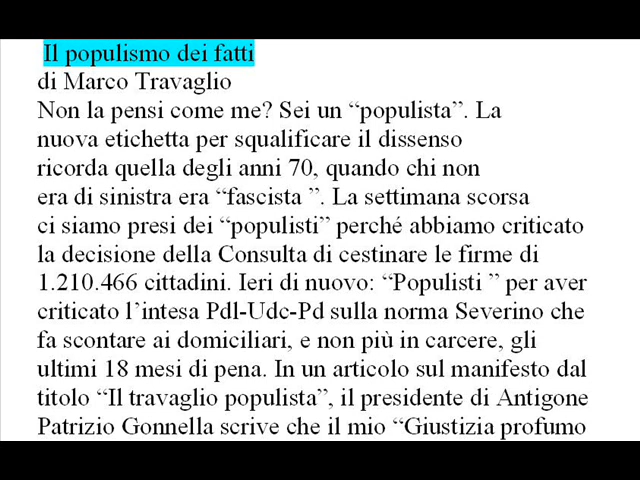 Il populismo dei fatti
di Marco Travaglio
Non la pensi come me? Sei un “populista”. La
nuova etichetta per squalificare il dissenso
ricorda quella degli anni 70, quando chi non
era di sinistra era “fascista ”. La settimana scorsa
ci siamo presi dei “populisti” perché abbiamo criticato
la decisione della Consulta di cestinare le firme di
1.210.466 cittadini. Ieri di nuovo: “Populisti ” per aver
criticato l’intesa Pdl-Udc-Pd sulla norma Severino che
fa scontare ai domiciliari, e non più in carcere, gli
ultimi 18 mesi di pena. In un articolo sul manifesto dal
titolo “Il travaglio populista”, il presidente di Antigone
Patrizio Gonnella scrive che il mio “Giustizia profumo